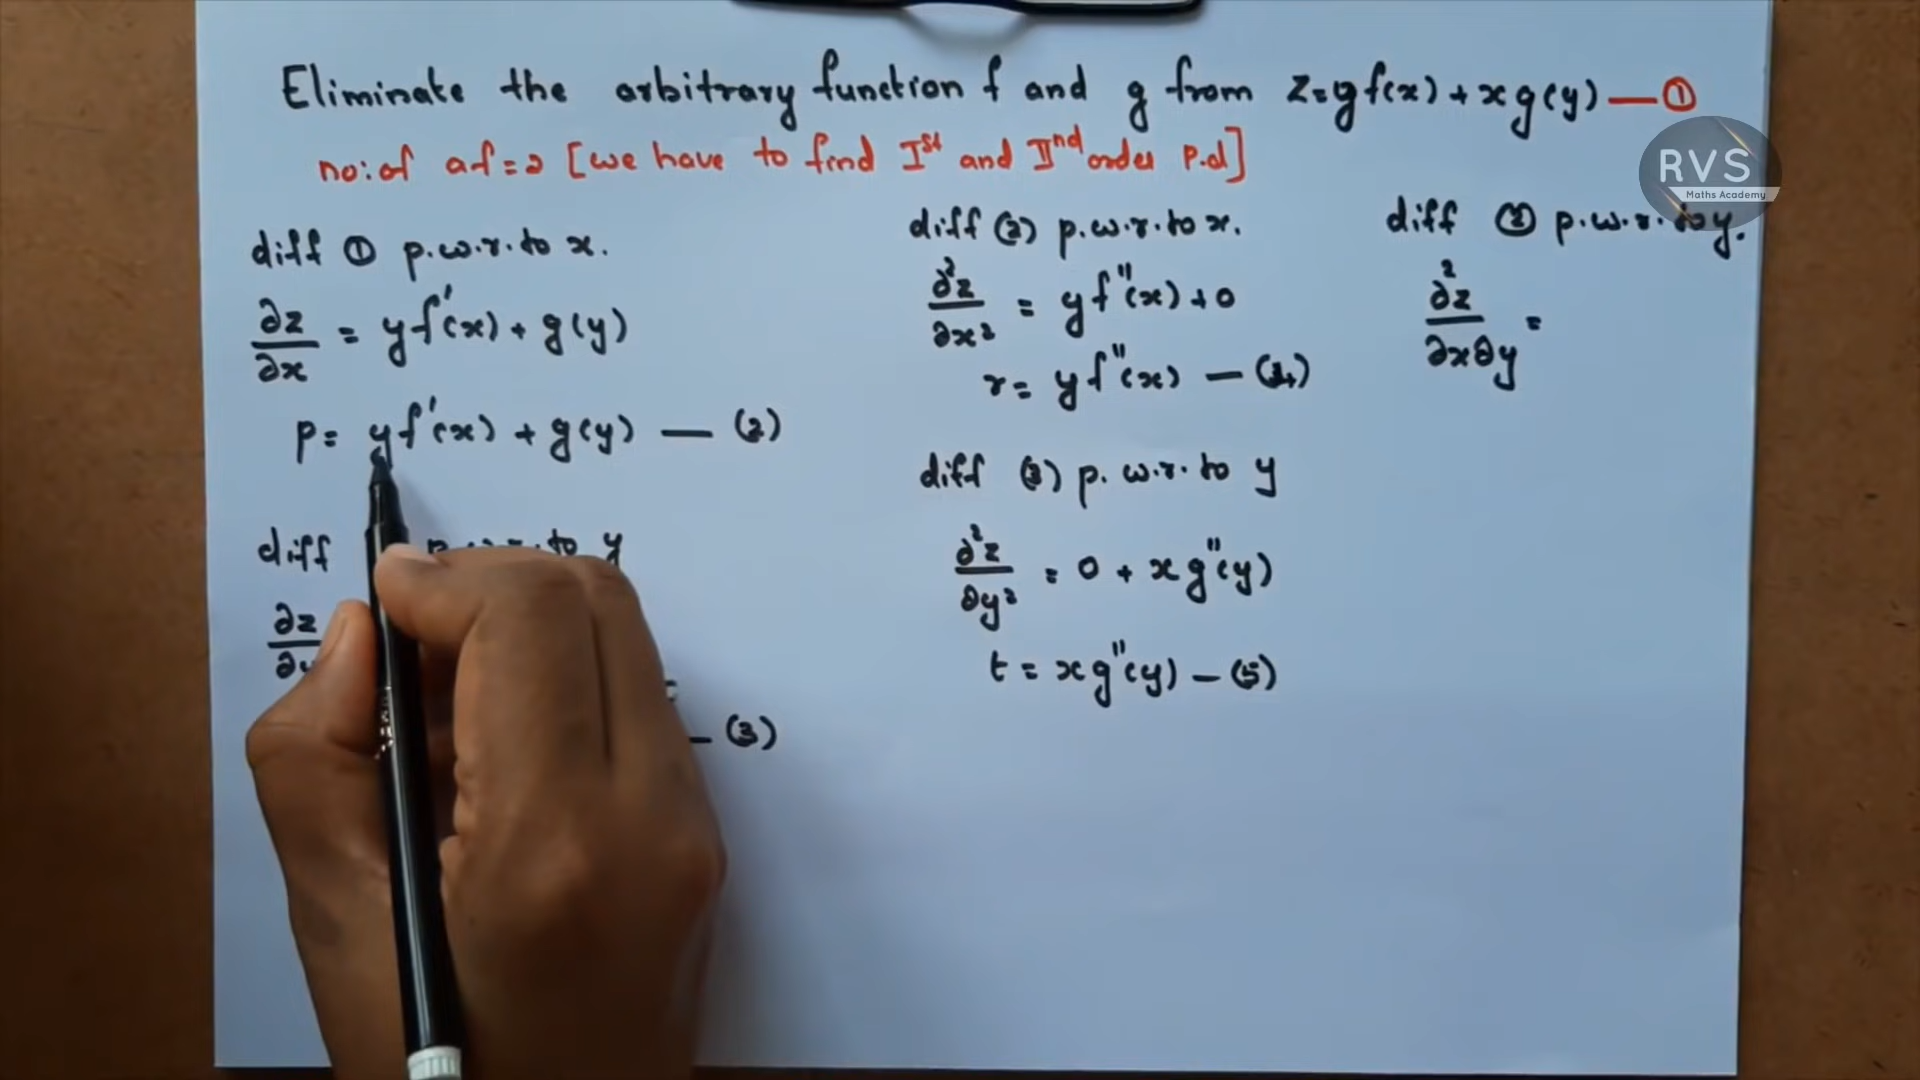 Eliminate the arbitrary function f and g from z=yf(x)+xg(y) — ①
no: of af=2 [we have to find Iˢᵗ and IIⁿᵈ order p.d]
RVS
Maths Academy
diff ① p.w.r.to x.
∂z/∂x = yf'(x)+g(y)
p= yf'(x)+g(y) — (2)
diff p.w.r.to y
∂z
— (3)
diff (2) p.w.r.to x.
∂²z/∂x² = yf''(x)+0
r= yf''(x) — (4)
diff (3) p.w.r.to y
∂²z/∂y² = 0 + xg''(y)
t = xg''(y) — (5)
diff ② p.w.r.to y.
∂²z/∂x∂y =